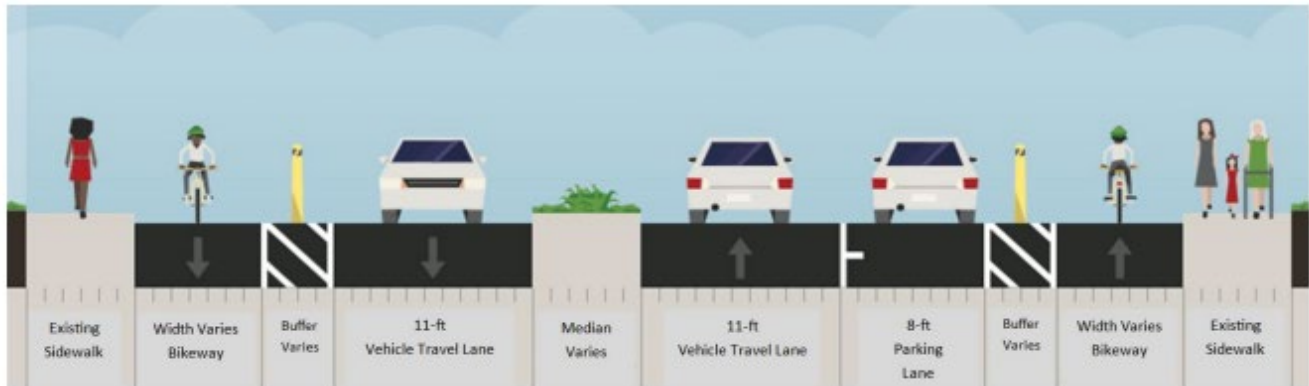 Existing
Sidewalk
Width Varies
Bikeway
Buffer
Varies
11-ft
Vehicle Travel Lane
Median
Varies
11-ft
Vehicle Travel Lane
8-ft
Parking
Lane
Buffer
Varies
Width Varies
Bikeway
Existing
Sidewalk